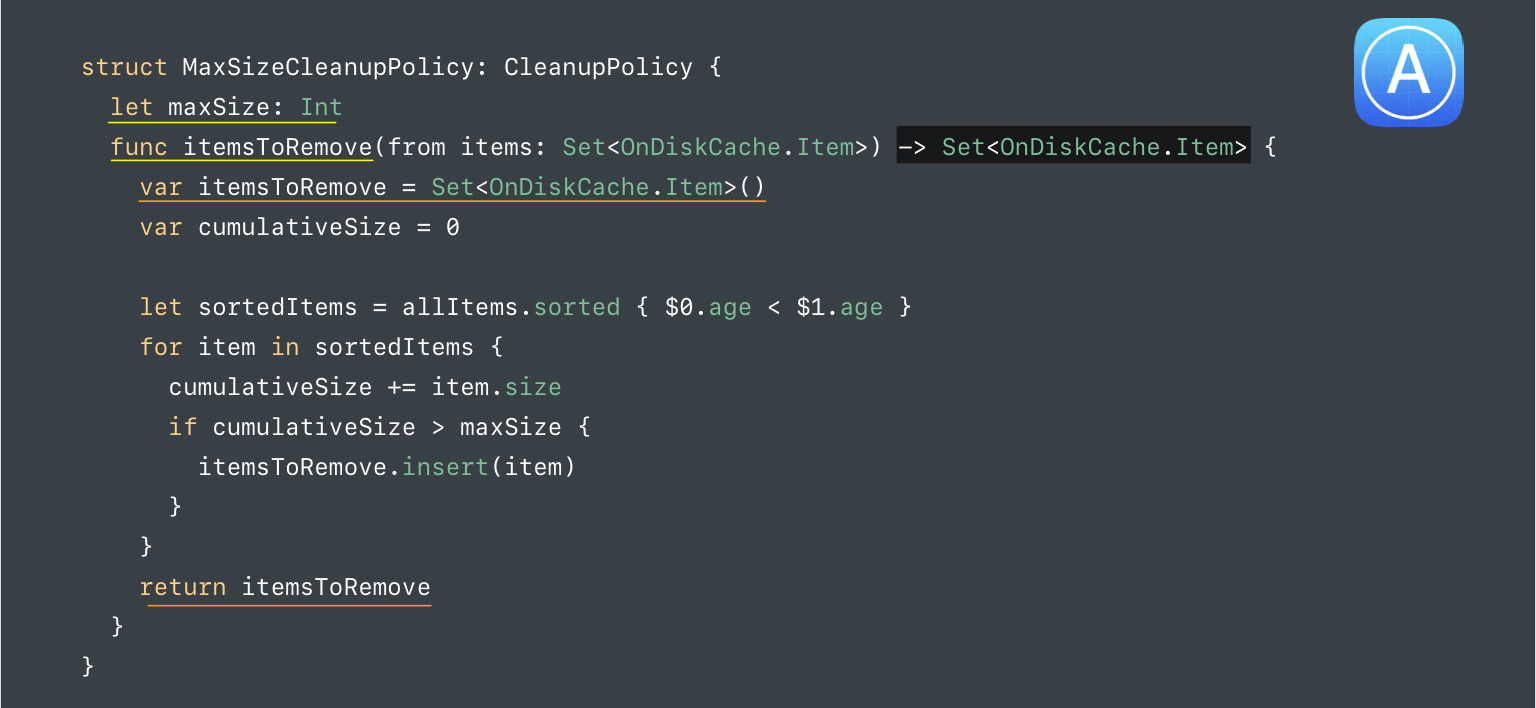 struct MaxSizeCleanupPolicy: CleanupPolicy {
let maxSize: Int
func itemsToRemove(from items: Set<OnDiskCache.Item>) -> Set<OnDiskCache.Item> {
var itemsToRemove = Set<OnDiskCache.Item>()
var cumulativeSize = 0
let sortedItems = allItems.sorted { $0.age < $1.age }
for item in sortedItems {
cumulativeSize += item.size
if cumulativeSize > maxSize {
itemsToRemove.insert(item)
}
}
return itemsToRemove
}
}
A